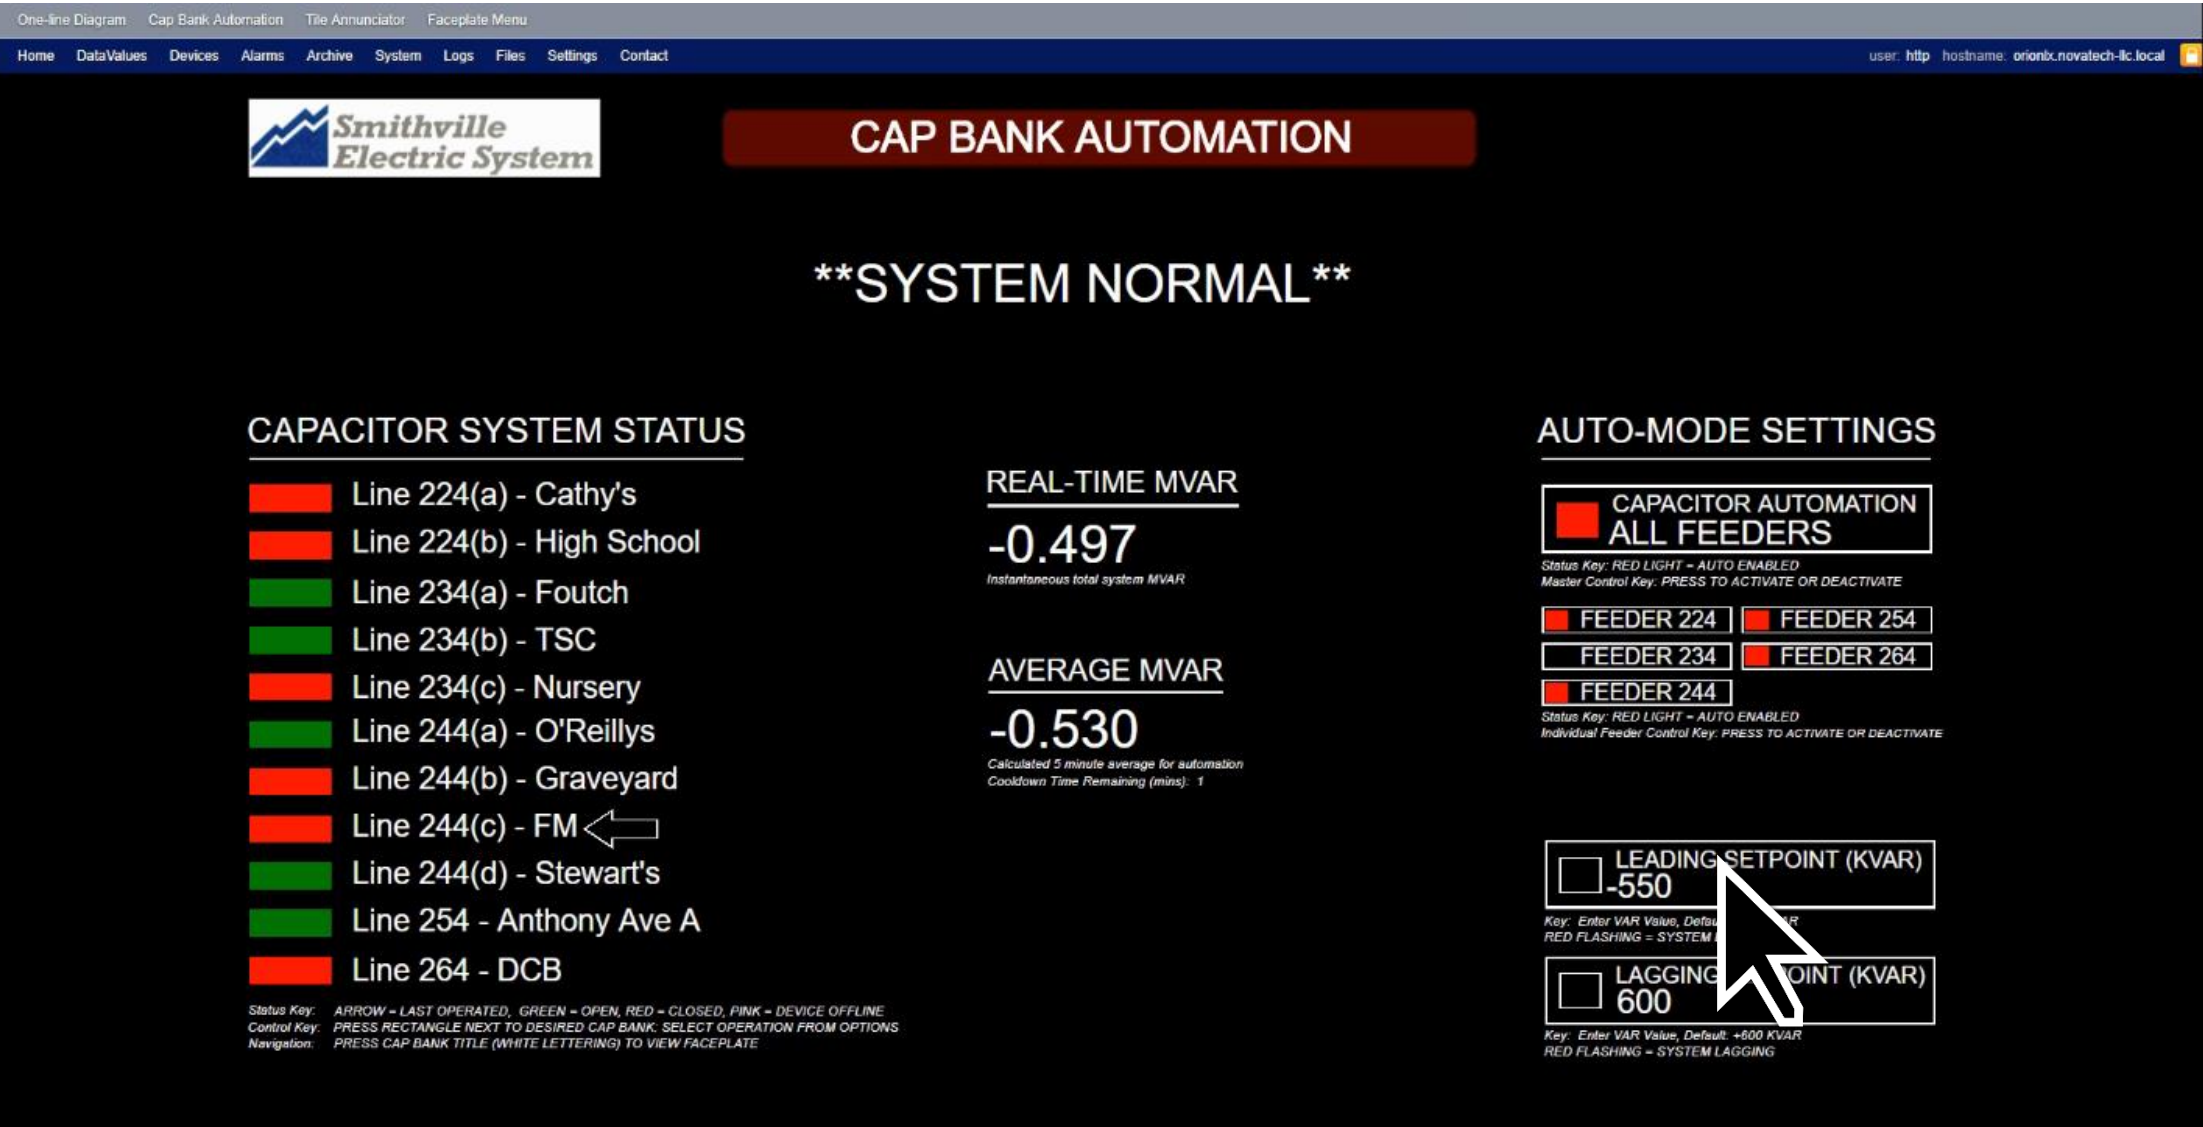 One-line Diagram Cap Bank Automation Tile Annunciator Faceplate Menu
Home DataValues Devices Alarms Archive System Logs Files Settings Contact user: http hostname: orionlx.novatech-llc.local
Smithville
Electric System
CAP BANK AUTOMATION
**SYSTEM NORMAL**
CAPACITOR SYSTEM STATUS
Line 224(a) - Cathy's
Line 224(b) - High School
Line 234(a) - Foutch
Line 234(b) - TSC
Line 234(c) - Nursery
Line 244(a) - O'Reillys
Line 244(b) - Graveyard
Line 244(c) - FM
Line 244(d) - Stewart's
Line 254 - Anthony Ave A
Line 264 - DCB
Status Key: ARROW = LAST OPERATED, GREEN = OPEN, RED = CLOSED, PINK = DEVICE OFFLINE
Control Key: PRESS RECTANGLE NEXT TO DESIRED CAP BANK: SELECT OPERATION FROM OPTIONS
Navigation: PRESS CAP BANK TITLE (WHITE LETTERING) TO VIEW FACEPLATE
REAL-TIME MVAR
-0.497
Instantaneous total system MVAR
AVERAGE MVAR
-0.530
Calculated 5 minute average for automation
Cooldown Time Remaining (mins): 1
AUTO-MODE SETTINGS
CAPACITOR AUTOMATION
ALL FEEDERS
Status Key: RED LIGHT = AUTO ENABLED
Master Control Key: PRESS TO ACTIVATE OR DEACTIVATE
FEEDER 224 FEEDER 254
FEEDER 234 FEEDER 264
FEEDER 244
Status Key: RED LIGHT = AUTO ENABLED
Individual Feeder Control Key: PRESS TO ACTIVATE OR DEACTIVATE
LEADING SETPOINT (KVAR)
-550
Key: Enter VAR Value,
RED FLASHING = SYSTEM
LAGGING (KVAR)
600
Key: Enter VAR Value, Default: +600 KVAR
RED FLASHING = SYSTEM LAGGING